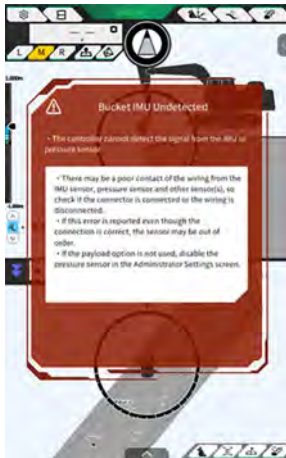 L M R
Bucket IMU Undetected
・The controller cannot detect the signal from the IMU or
pressure sensor
・There may be a poor contact of the wiring from the
IMU sensor, pressure sensor and other sensor(s), so
check if the connector is connected or the wiring is
disconnected.
・If this error is reported even though the
connection is correct, the sensor may be out of
order.
・If the payload option is not used, disable the
pressure sensor in the Administrator Settings screen.